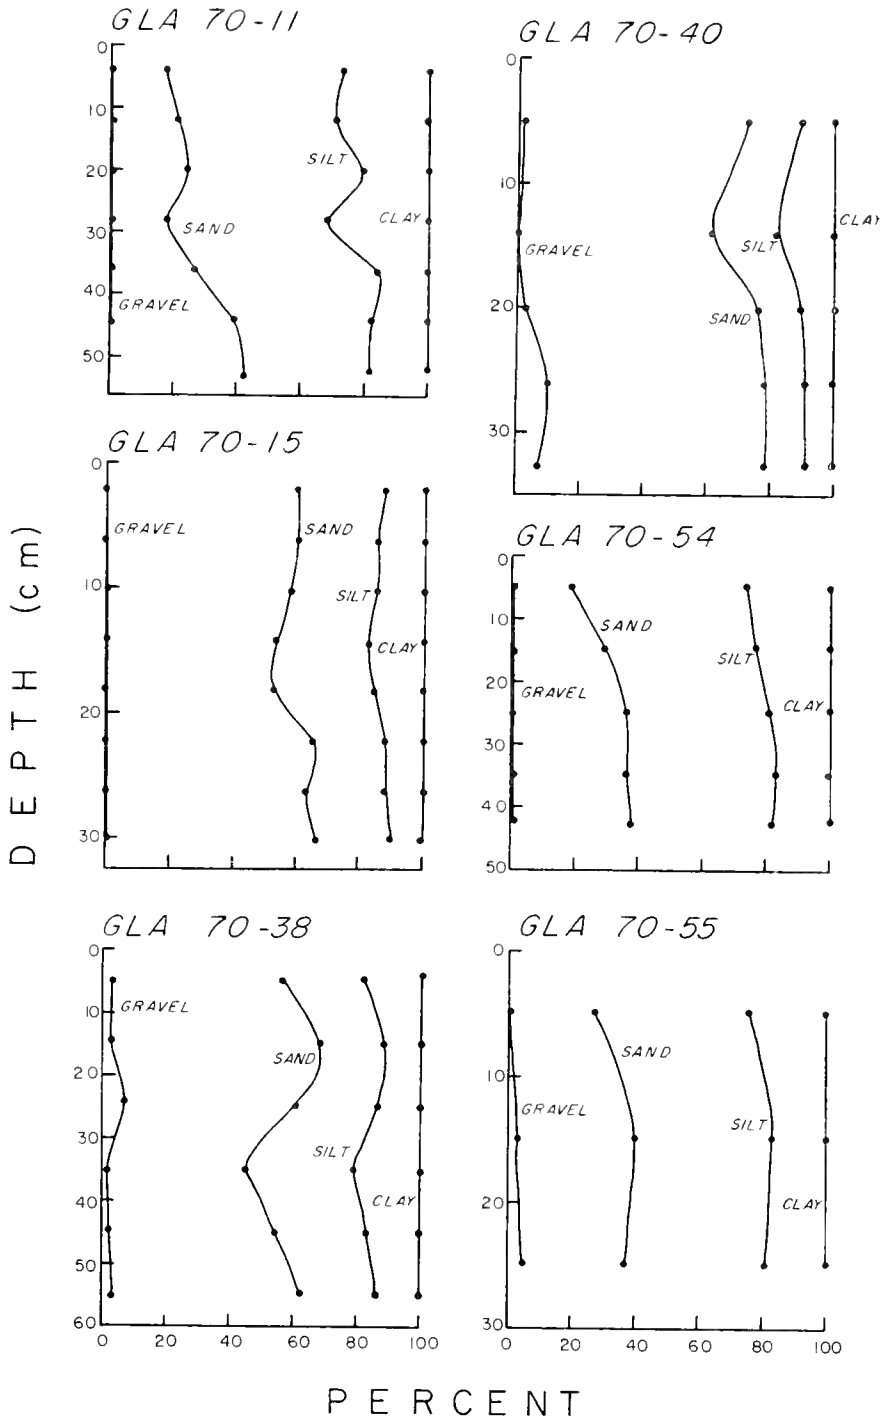 GLA 70-11
0
10
20
30
40
50
SILT
SAND
CLAY
GRAVEL
GLA 70-40
0
10
20
30
CLAY
GRAVEL
SILT
SAND
GLA 70-15
0
10
20
30
GRAVEL
SAND
SILT
CLAY
GLA 70-54
0
10
20
30
40
50
SAND
SILT
GRAVEL
CLAY
GLA 70-38
0
10
20
30
40
50
60
GRAVEL
SAND
SILT
CLAY
0 20 40 60 80 100
GLA 70-55
0
10
20
30
SAND
GRAVEL
SILT
CLAY
0 20 40 60 80 100
DEPTH (cm)
PERCENT